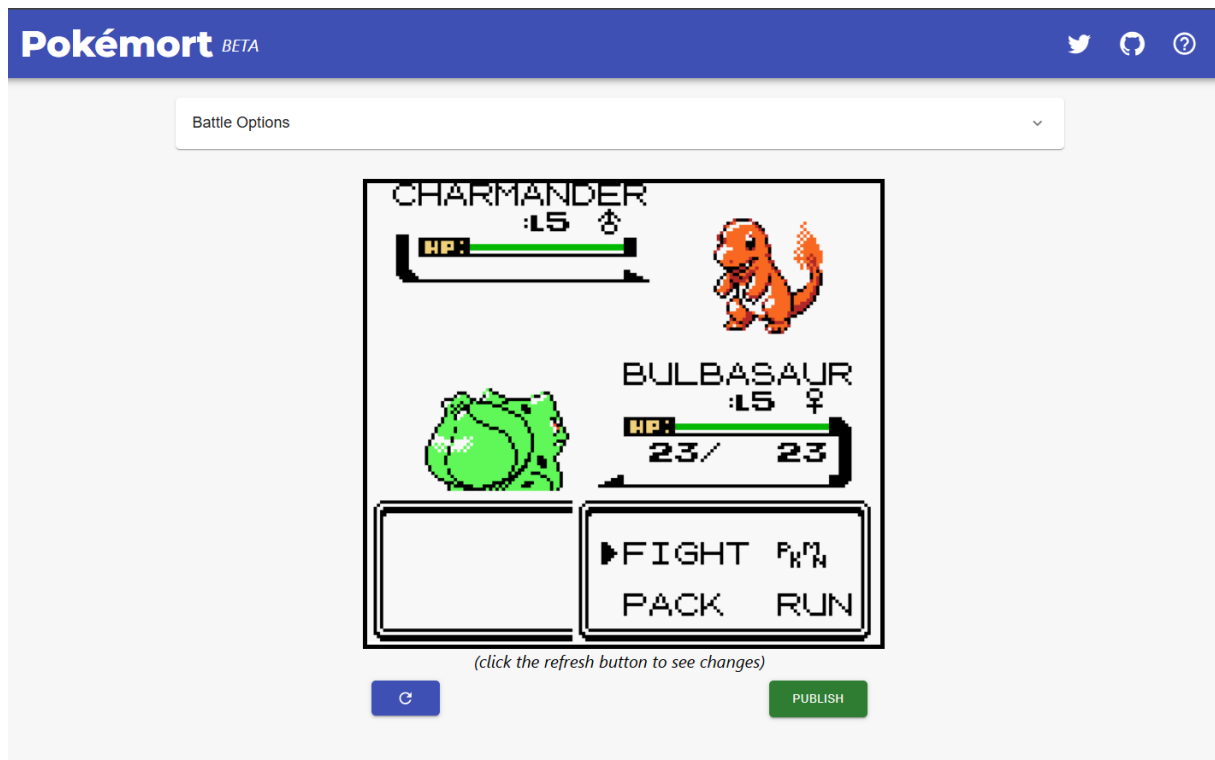 Pokémort BETA
Battle Options
CHARMANDER
:L5 ♂
HP:
BULBASAUR
:L5 ♀
HP:
23/ 23
▶FIGHT PKMN
PACK RUN
(click the refresh button to see changes)
PUBLISH